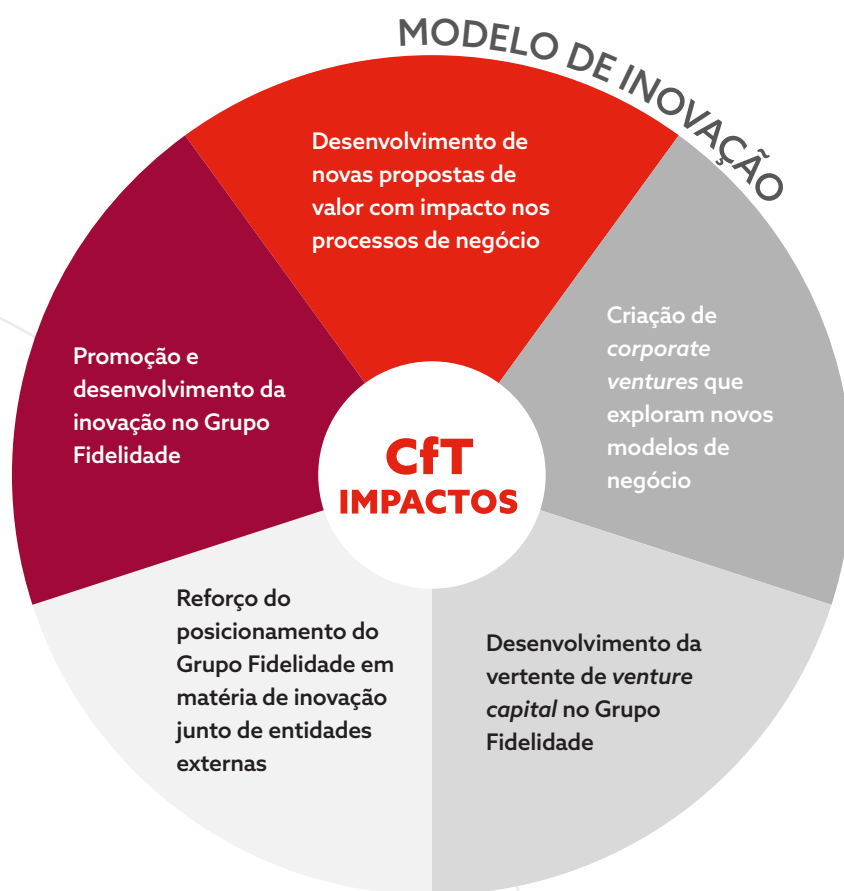 MODELO DE INOVAÇÃO
Desenvolvimento de
novas propostas de
valor com impacto nos
processos de negócio
Criação de
corporate
ventures que
exploram novos
modelos de
negócio
Desenvolvimento da
vertente de venture
capital no Grupo
Fidelidade
Reforço do
posicionamento do
Grupo Fidelidade em
matéria de inovação
junto de entidades
externas
Promoção e
desenvolvimento da
inovação no Grupo
Fidelidade
CfT
IMPACTOS